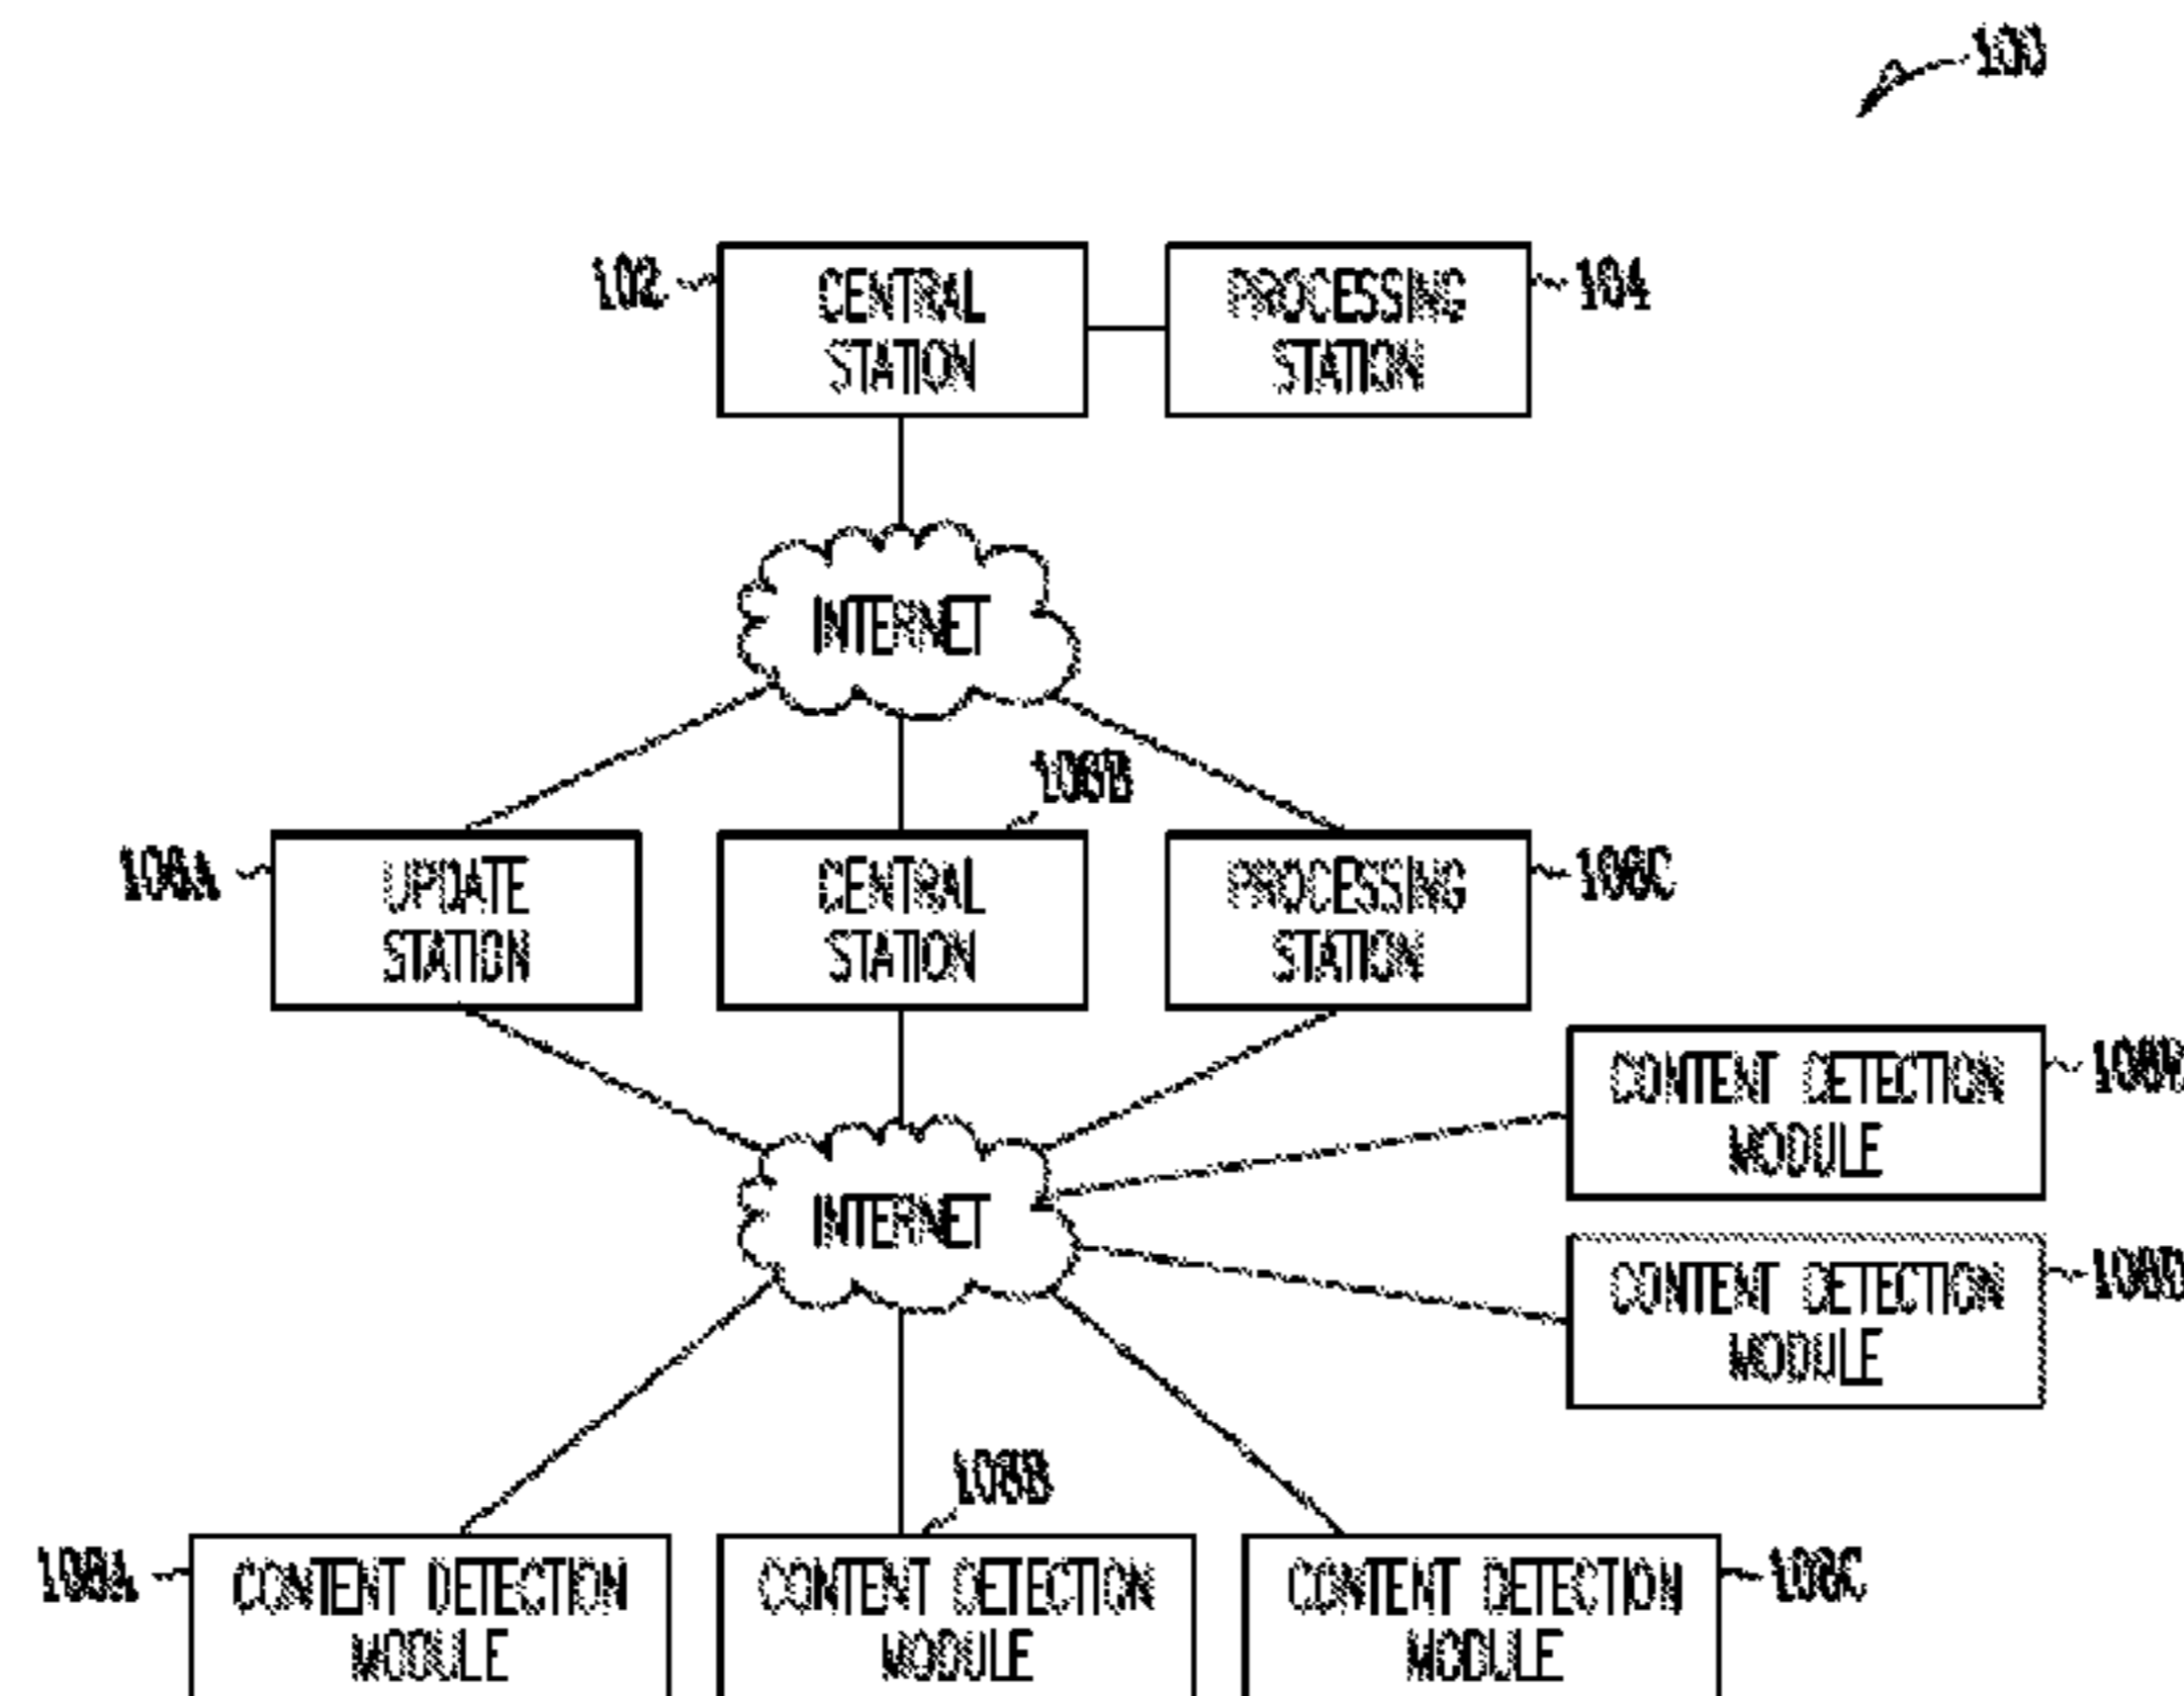 100
102
CENTRAL
STATION
PROCESSING
STATION
104
INTERNET
106B
106A
UPDATE
STATION
CENTRAL
STATION
PROCESSING
STATION
106C
CONTENT DETECTION
MODULE
INTERNET
CONTENT DETECTION
MODULE
108D
108B
108A
CONTENT DETECTION
MODULE
CONTENT DETECTION
MODULE
CONTENT DETECTION
MODULE
108C